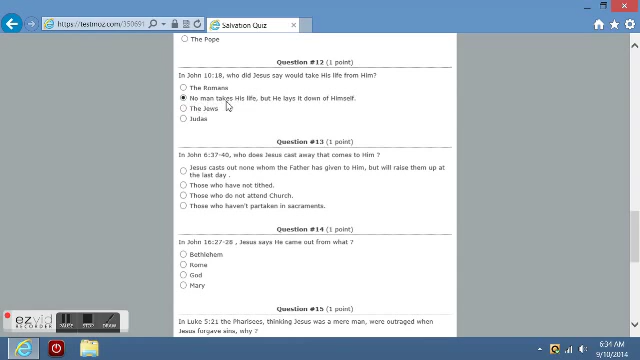 https://testmoz.com/350691
Salvation Quiz
The Pope
Question #12 (1 point)
In John 10:18, who did Jesus say would take His life from Him?
The Romans
No man takes His life, but He lays it down of Himself.
The Jews
Judas
Question #13 (1 point)
In John 6:37-40, who does Jesus cast away that comes to Him ?
Jesus casts out none whom the Father has given to Him, but will raise them up at
the last day .
Those who have not tithed.
Those who do not attend Church.
Those who haven't partaken in sacraments.
Question #14 (1 point)
In John 16:27-28 , Jesus says He came out from what ?
Bethlehem
Rome
God
Mary
Question #15 (1 point)
In Luke 5:21 the Pharisees, thinking Jesus was a mere man, were outraged when
Jesus forgave sins, why ?
ezvid
RECORDER
PAUSE
STOP
DRAW
6:34 AM
9/10/2014